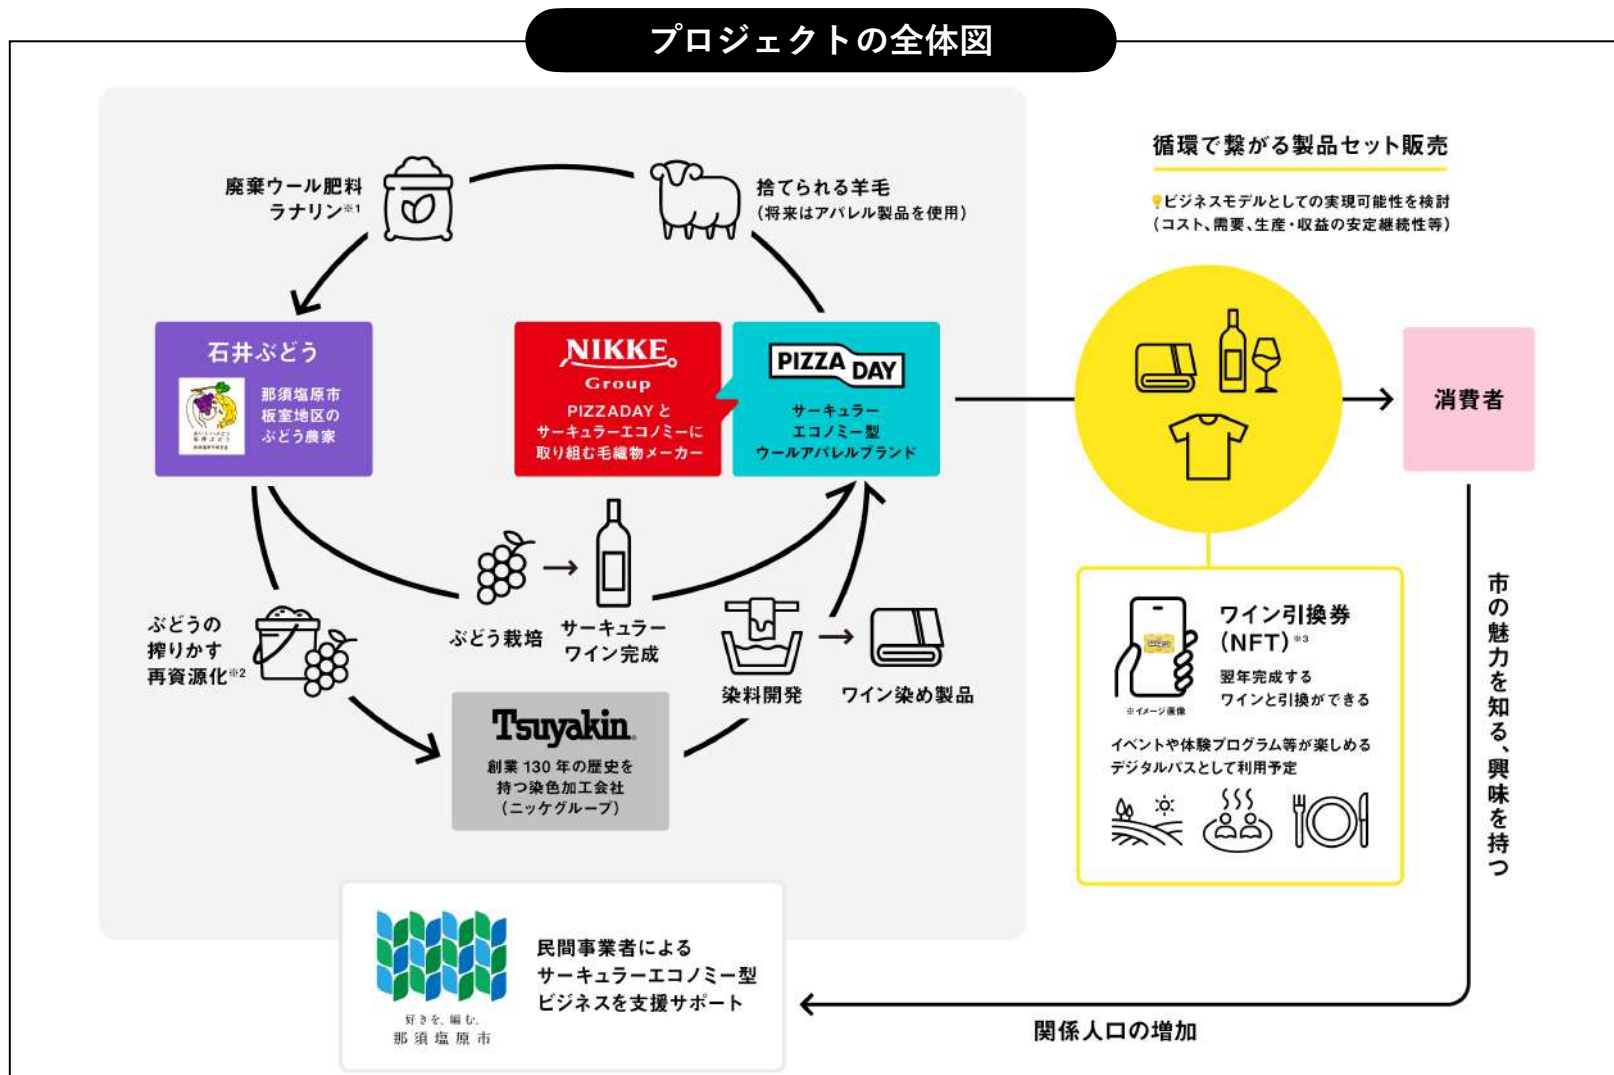 プロジェクトの全体図
廃棄ウール肥料
ラナリン※1
捨てられる羊毛
(将来はアパレル製品を使用)
石井ぶどう
那須塩原市
板室地区の
ぶどう農家
NIKKE
Group
PIZZADAYと
サーキュラーエコノミーに
取り組む毛織物メーカー
PIZZA DAY
サーキュラー
エコノミー型
ウールアパレルブランド
ぶどうの
搾りかす
再資源化※2
ぶどう栽培
サーキュラー
ワイン完成
染料開発
ワイン染め製品
Tsuyakin
創業130年の歴史を
持つ染色加工会社
(ニッケグループ)
循環で繋がる製品セット販売
ビジネスモデルとしての実現可能性を検討
(コスト、需要、生産・収益の安定継続性等)
消費者
ワイン引換券
(NFT)※3
翌年完成する
ワインと引換ができる
※イメージ画像
イベントや体験プログラム等が楽しめる
デジタルパスとして利用予定
市の魅力を知る、興味を持つ
関係人口の増加
好きを、編む。
那須塩原市
民間事業者による
サーキュラーエコノミー型
ビジネスを支援サポート